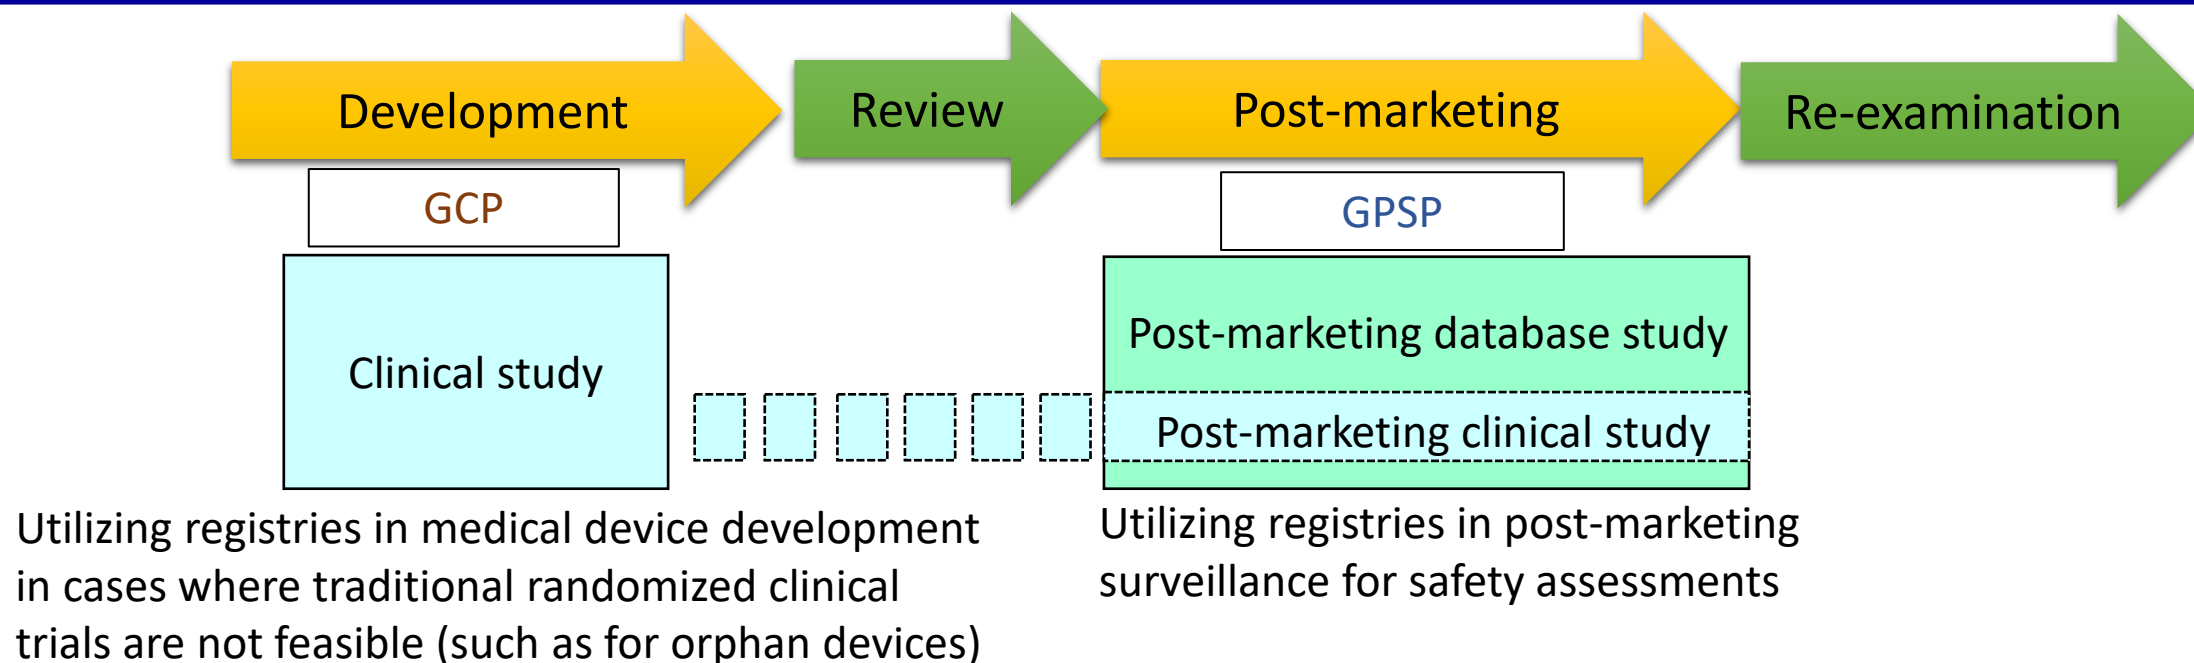 Development
Review
Post-marketing
Re-examination
GCP
GPSP
Clinical study
Post-marketing database study
Post-marketing clinical study
Utilizing registries in medical device development
in cases where traditional randomized clinical
trials are not feasible (such as for orphan devices)
Utilizing registries in post-marketing
surveillance for safety assessments